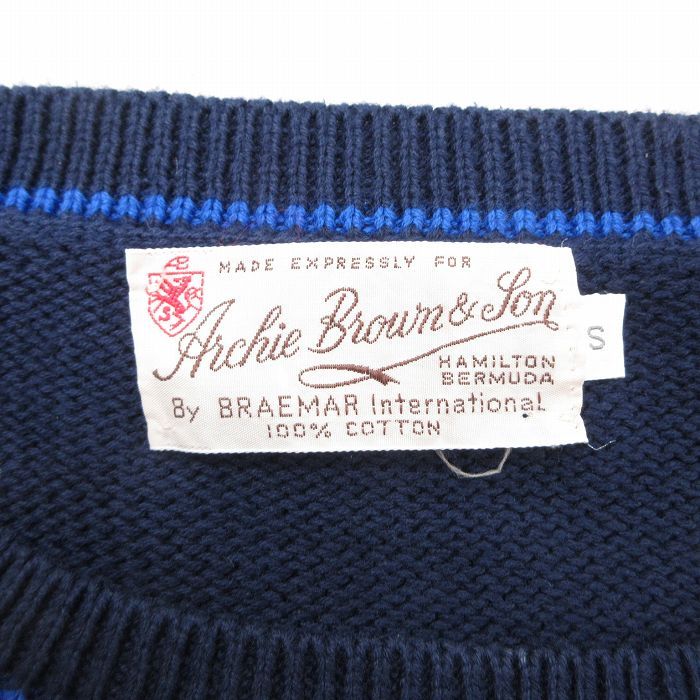 MADE EXPRESSLY FOR
Archie Brown & Son
HAMILTON
BERMUDA
By BRAEMAR International
100% COTTON
S